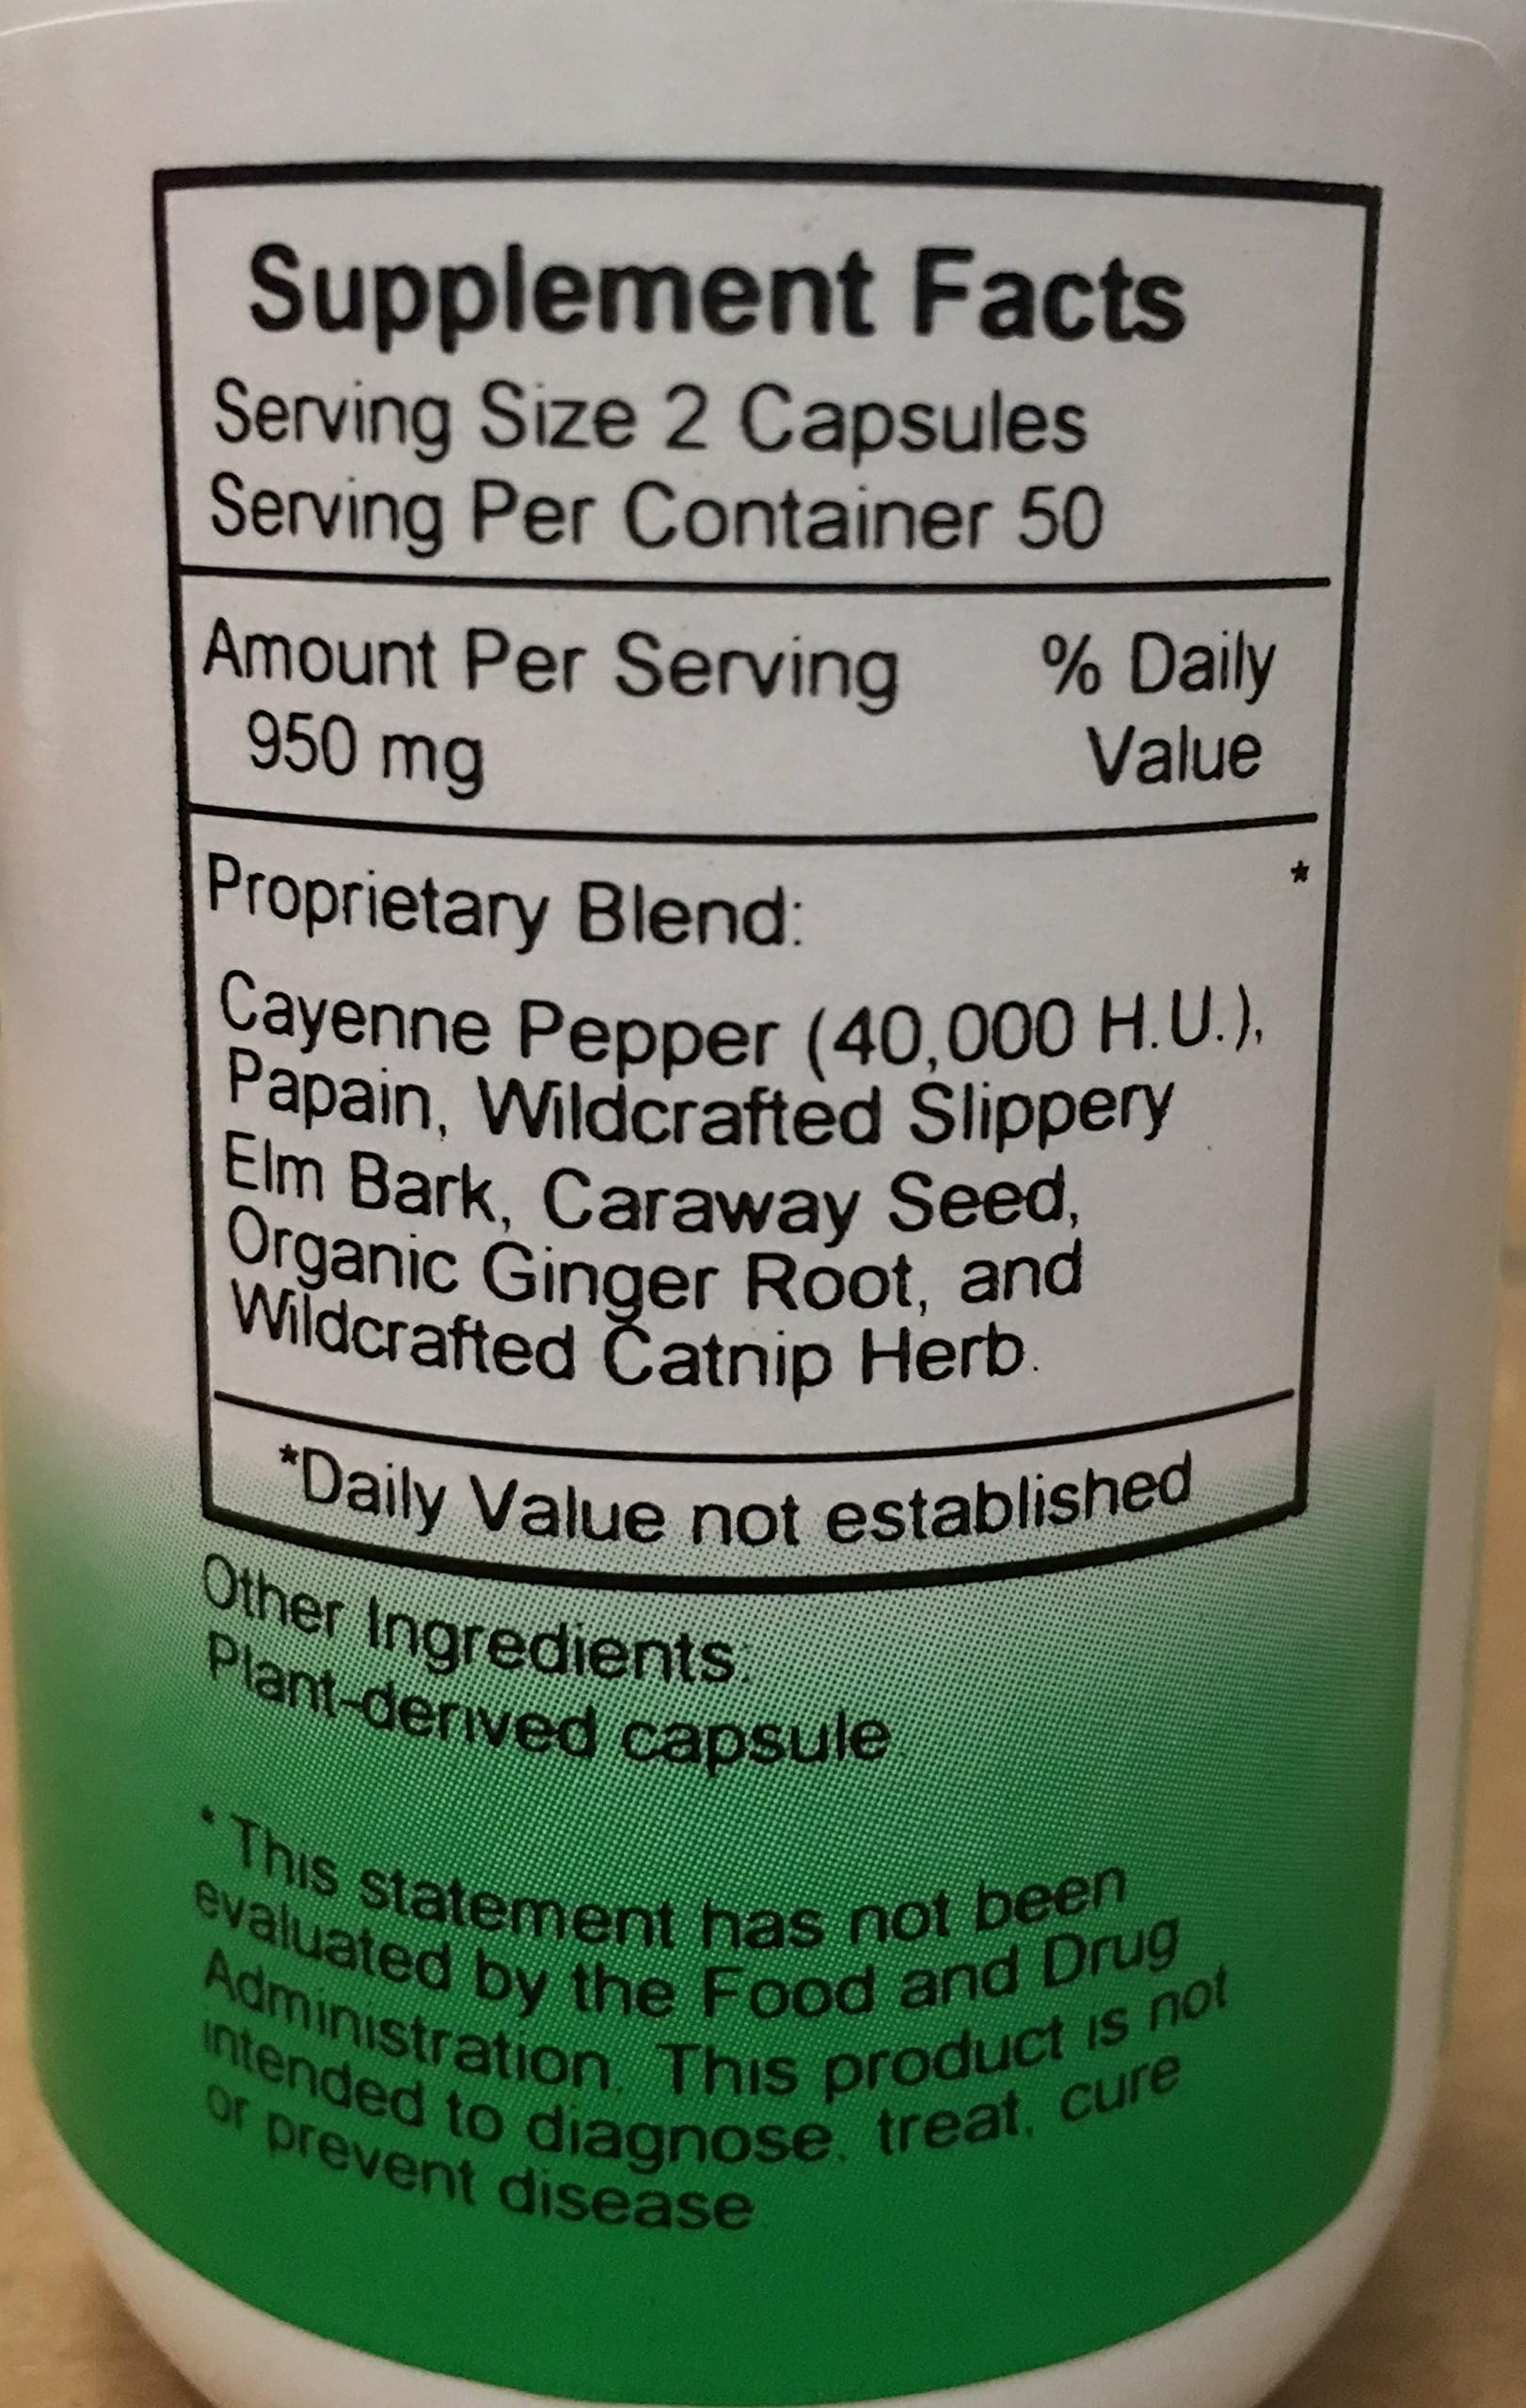 Supplement Facts
Serving Size 2 Capsules
Serving Per Container 50
Amount Per Serving % Daily
950 mg Value
Proprietary Blend: *
Cayenne Pepper (40,000 H.U.),
Papain, Wildcrafted Slippery
Elm Bark, Caraway Seed,
Organic Ginger Root, and
Wildcrafted Catnip Herb.
*Daily Value not established
Other Ingredients:
Plant-derived capsule
* This statement has not been
evaluated by the Food and Drug
Administration. This product is not
intended to diagnose, treat, cure
or prevent disease